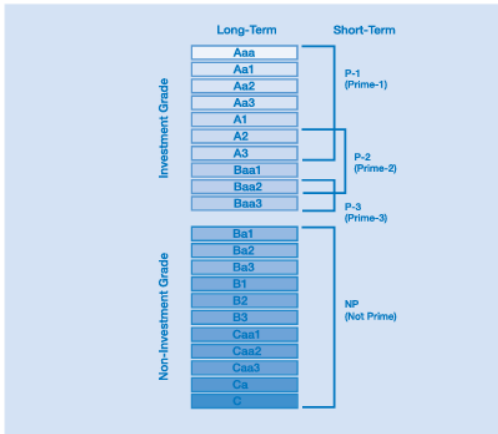 Long-Term Short-Term
Investment Grade
Aaa
Aa1
Aa2
Aa3
A1
A2
A3
Baa1
Baa2
Baa3
P-1
(Prime-1)
P-2
(Prime-2)
P-3
(Prime-3)
Non-Investment Grade
Ba1
Ba2
Ba3
B1
B2
B3
Caa1
Caa2
Caa3
Ca
C
NP
(Not Prime)